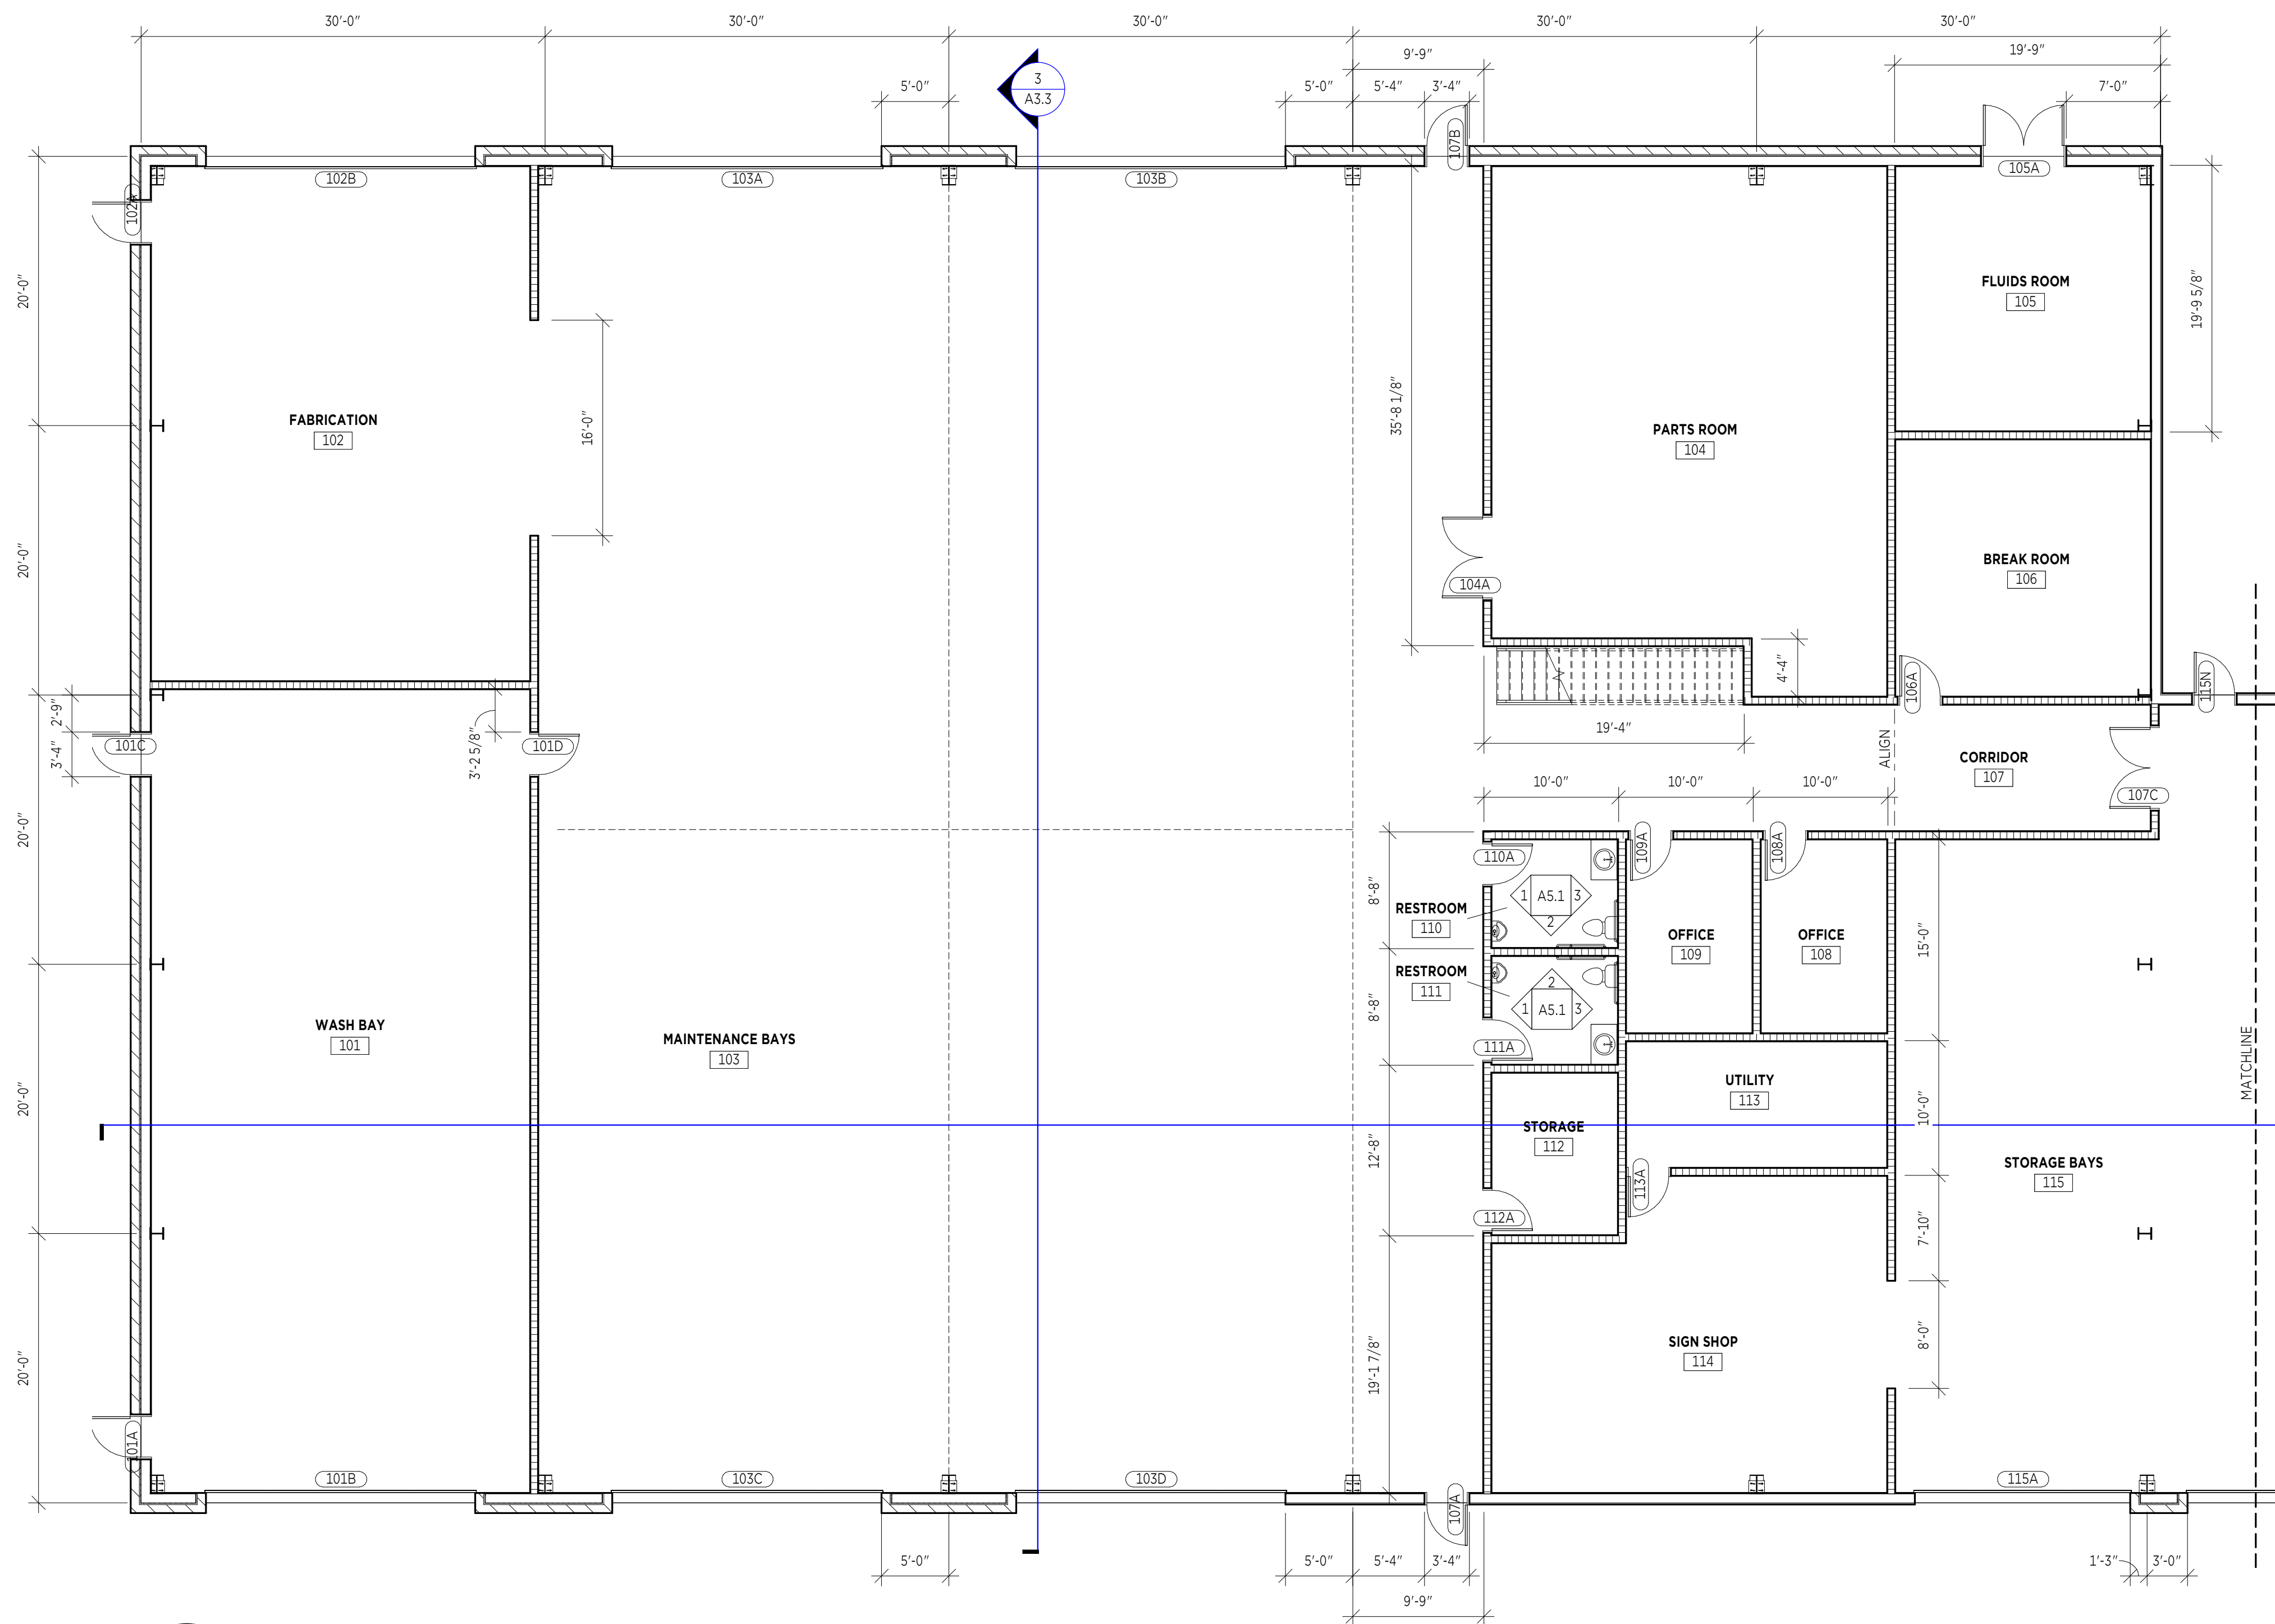 30'-0"
30'-0"
30'-0"
30'-0"
30'-0"
9'-9"
19'-9"
5'-0"
3
A3.3
5'-0"
5'-4"
3'-4"
7'-0"
107B
102B
103A
103B
105A
102A
20'-0"
FLUIDS ROOM
105
19'-9 5/8"
FABRICATION
102
16'-0"
35'-8 1/8"
PARTS ROOM
104
20'-0"
BREAK ROOM
106
104A
4'-4"
106A
115N
2'-9"
3'-4"
101C
3'-2 5/8"
101D
19'-4"
ALIGN
CORRIDOR
107
10'-0"
10'-0"
10'-0"
107C
20'-0"
110A
109A
108A
8'-8"
RESTROOM
110
1 A5.1 3
2
OFFICE
109
OFFICE
108
15'-0"
RESTROOM
111
2
1 A5.1 3
8'-8"
111A
WASH BAY
101
MAINTENANCE BAYS
103
MATCHLINE
20'-0"
UTILITY
113
10'-0"
STORAGE
112
12'-8"
STORAGE BAYS
115
113A
112A
7'-10"
SIGN SHOP
114
8'-0"
19'-1 7/8"
20'-0"
101A
101B
103C
103D
115A
107A
5'-0"
5'-0"
5'-4"
3'-4"
1'-3"
3'-0"
9'-9"